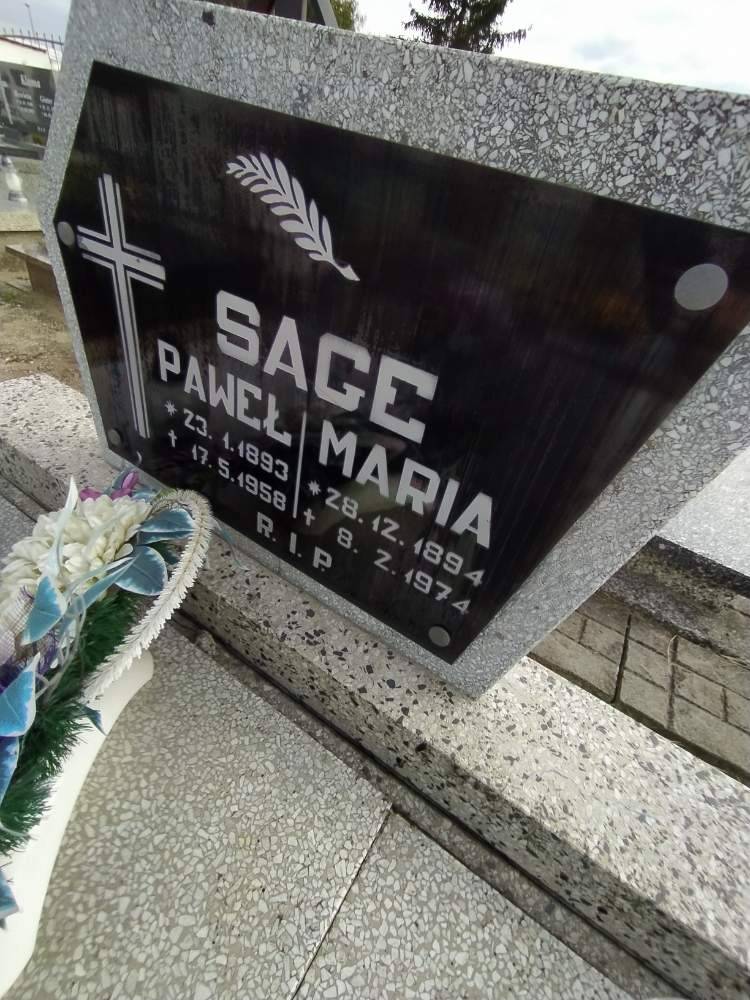 SAGE
PAWEŁ
* 23.1.1893
† 17.5.1958
MARIA
* 28.12.1894
† 8.2.1974
R.I.P